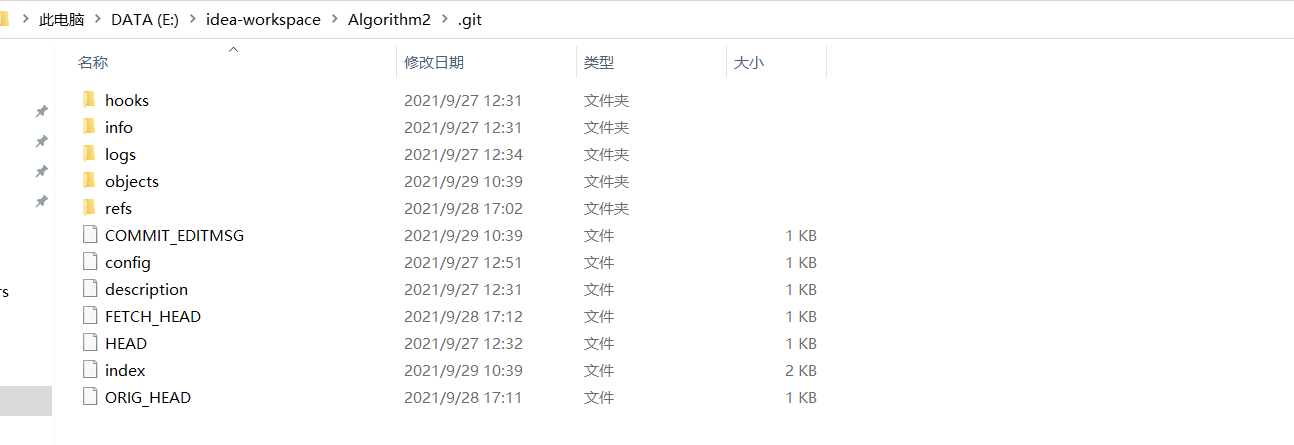 此电脑 > DATA (E:) > idea-workspace > Algorithm2 > .git
名称 修改日期 类型 大小
hooks 2021/9/27 12:31 文件夹
info 2021/9/27 12:31 文件夹
logs 2021/9/27 12:34 文件夹
objects 2021/9/29 10:39 文件夹
refs 2021/9/28 17:02 文件夹
COMMIT_EDITMSG 2021/9/29 10:39 文件 1 KB
config 2021/9/27 12:51 文件 1 KB
description 2021/9/27 12:31 文件 1 KB
rs
FETCH_HEAD 2021/9/28 17:12 文件 1 KB
HEAD 2021/9/27 12:32 文件 1 KB
index 2021/9/29 10:39 文件 2 KB
ORIG_HEAD 2021/9/28 17:11 文件 1 KB